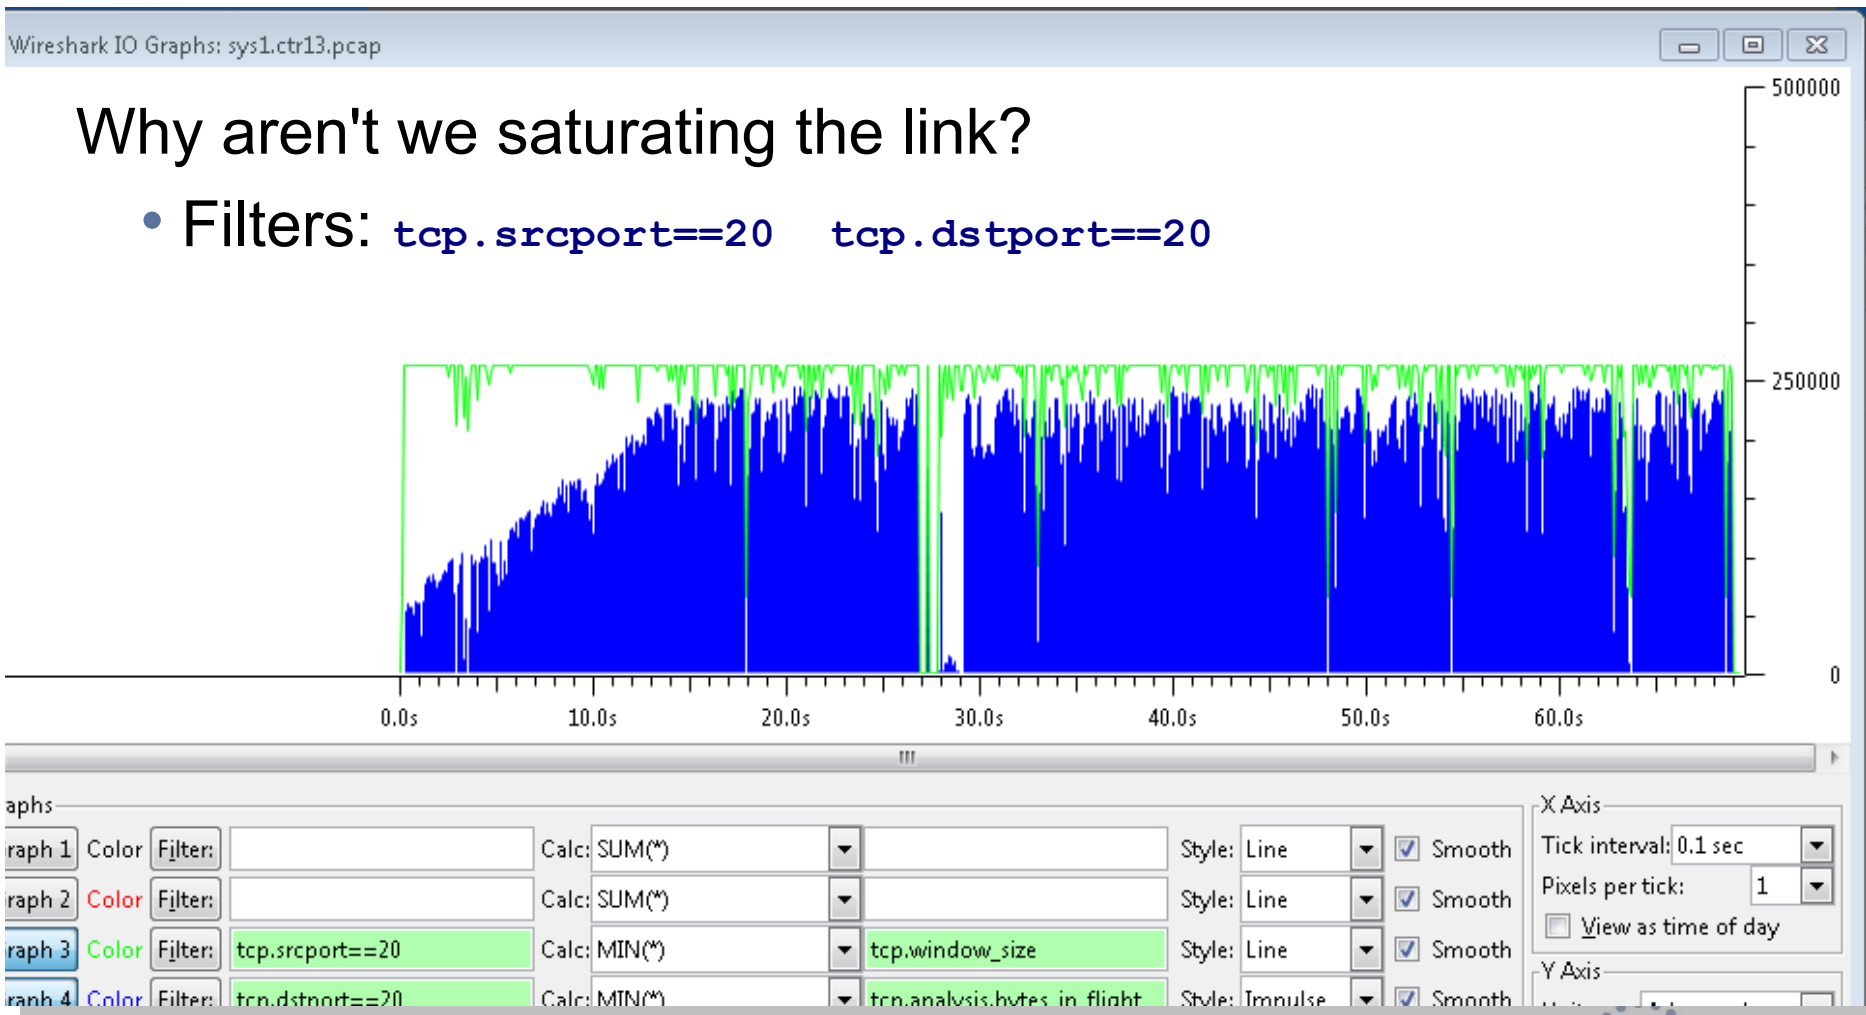 Wireshark IO Graphs: sys1.ctr13.pcap
Why aren't we saturating the link?
• Filters: tcp.srcport==20 tcp.dstport==20
500000
250000
0
0.0s 10.0s 20.0s 30.0s 40.0s 50.0s 60.0s
aphs
raph 1 Color Filter: Calc: SUM(*) Style: Line Smooth
raph 2 Color Filter: Calc: SUM(*) Style: Line Smooth
raph 3 Color Filter: tcp.srcport==20 Calc: MIN(*) tcp.window_size Style: Line Smooth
raph 4 Color Filter: tcp.dstport==20 Calc: MIN(*) tcp.analysis.bytes_in_flight Style: Impulse Smooth
X Axis
Tick interval: 0.1 sec
Pixels per tick: 1
View as time of day
Y Axis